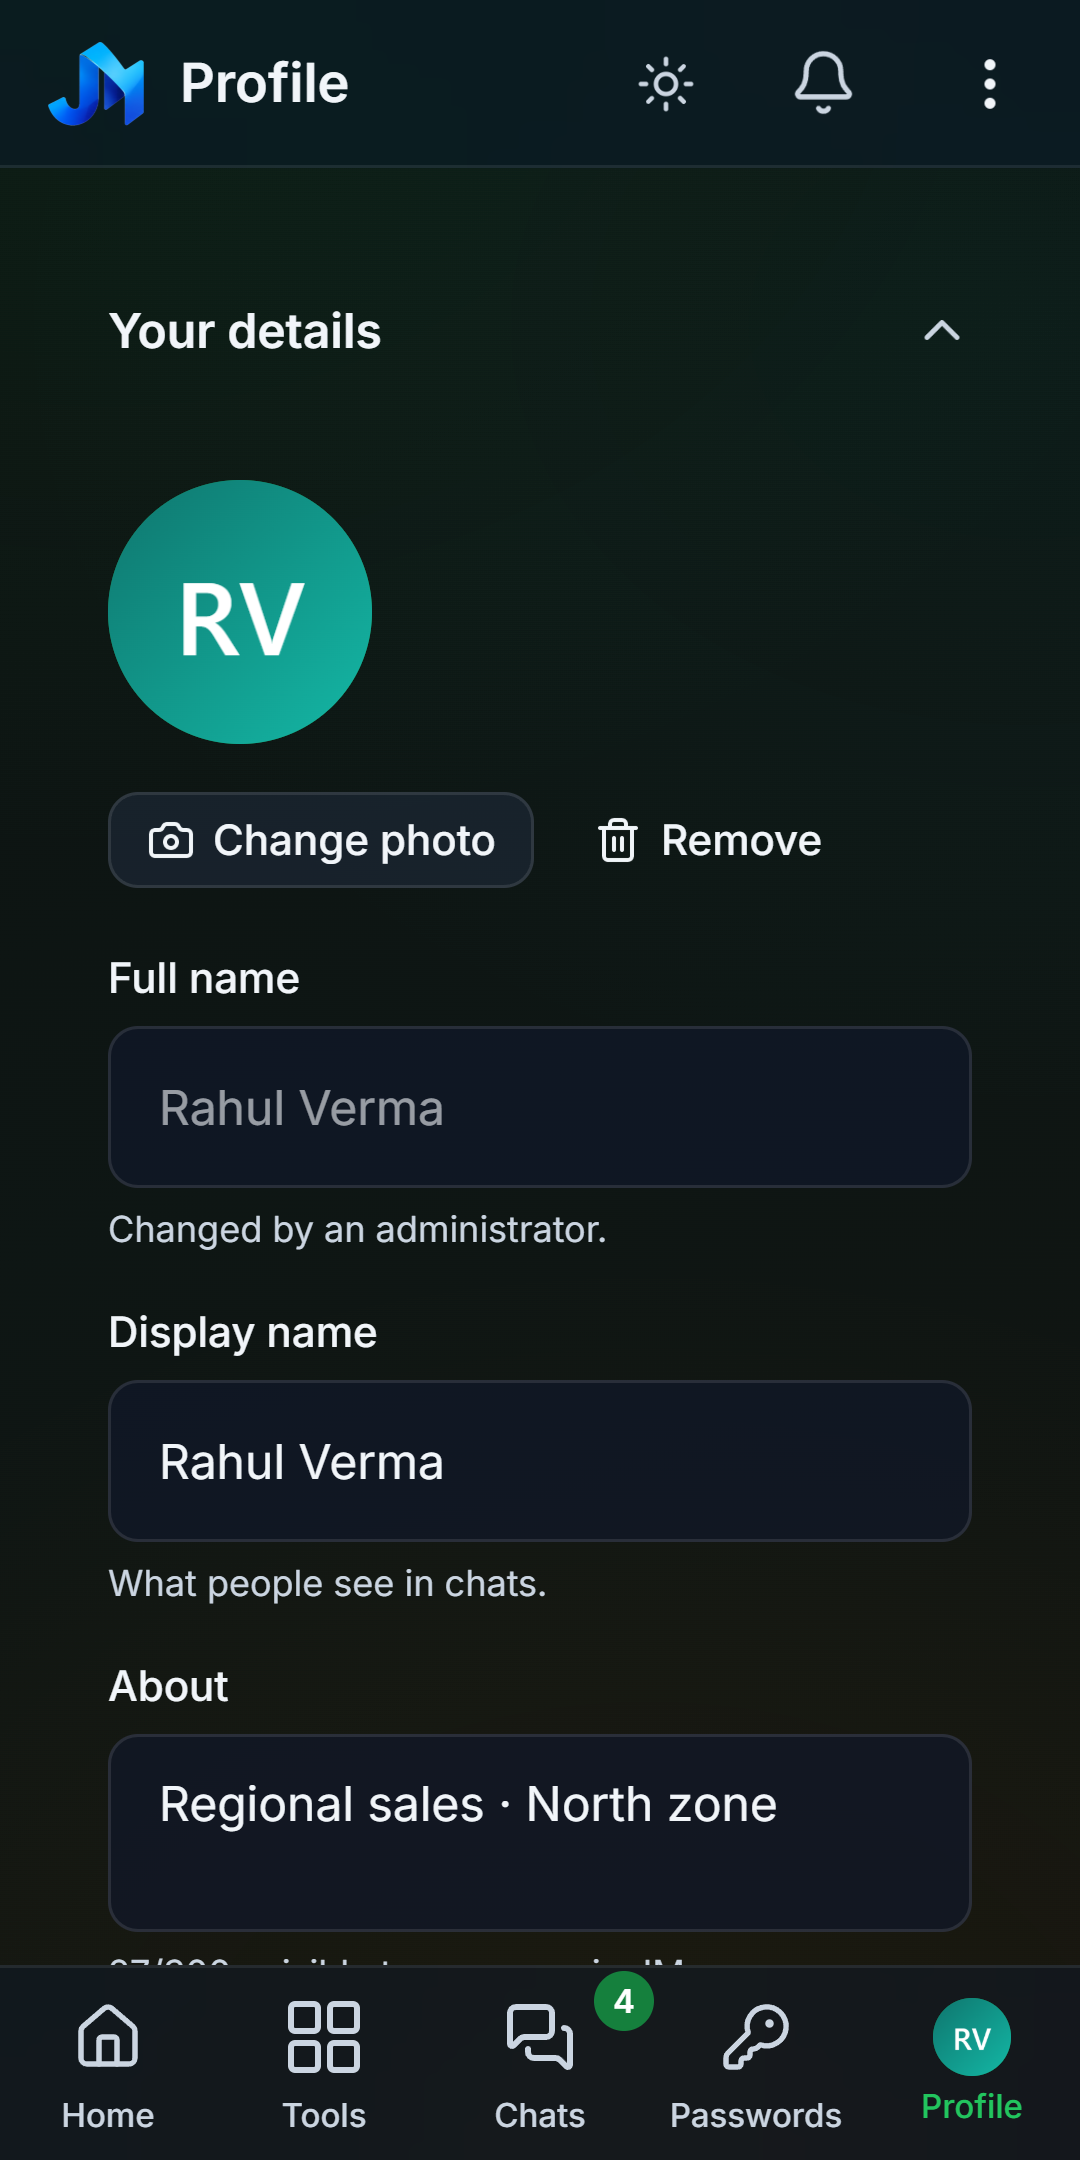 JM Profile
Your details
RV
Change photo Remove
Full name
Rahul Verma
Changed by an administrator.
Display name
Rahul Verma
What people see in chats.
About
Regional sales · North zone
4
RV
Home Tools Chats Passwords Profile